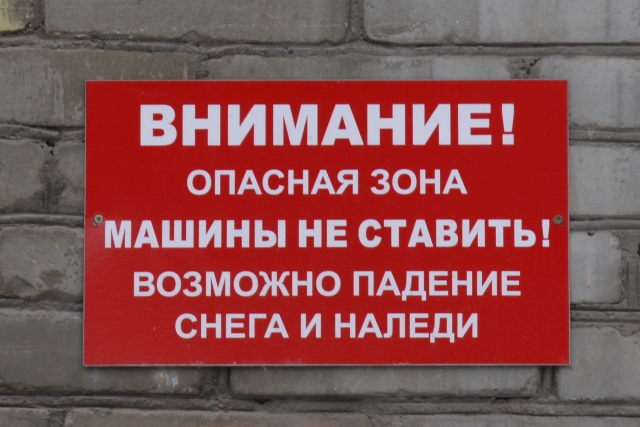 ВНИМАНИЕ!
ОПАСНАЯ ЗОНА
МАШИНЫ НЕ СТАВИТЬ!
ВОЗМОЖНО ПАДЕНИЕ
СНЕГА И НАЛЕДИ